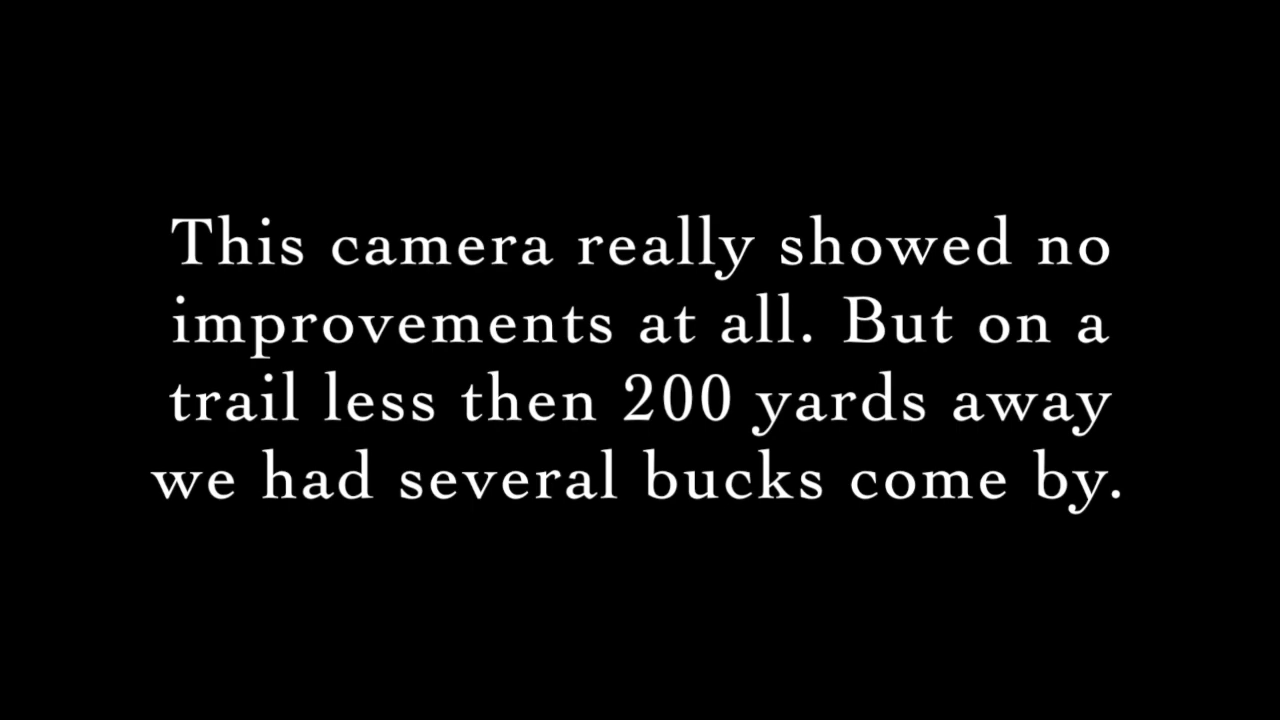 This camera really showed no
improvements at all. But on a
trail less then 200 yards away
we had several bucks come by.